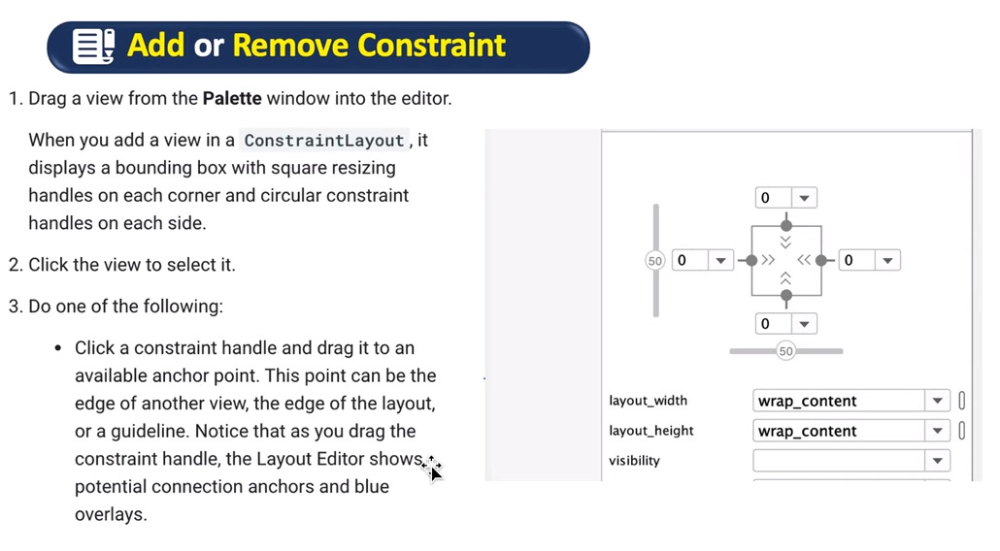 Add or Remove Constraint
1. Drag a view from the Palette window into the editor.
When you add a view in a ConstraintLayout, it
displays a bounding box with square resizing
handles on each corner and circular constraint
handles on each side.
2. Click the view to select it.
3. Do one of the following:
• Click a constraint handle and drag it to an
available anchor point. This point can be the
edge of another view, the edge of the layout,
or a guideline. Notice that as you drag the
constraint handle, the Layout Editor shows
potential connection anchors and blue
overlays.
0
50 0 0
0
50
layout_width wrap_content
layout_height wrap_content
visibility